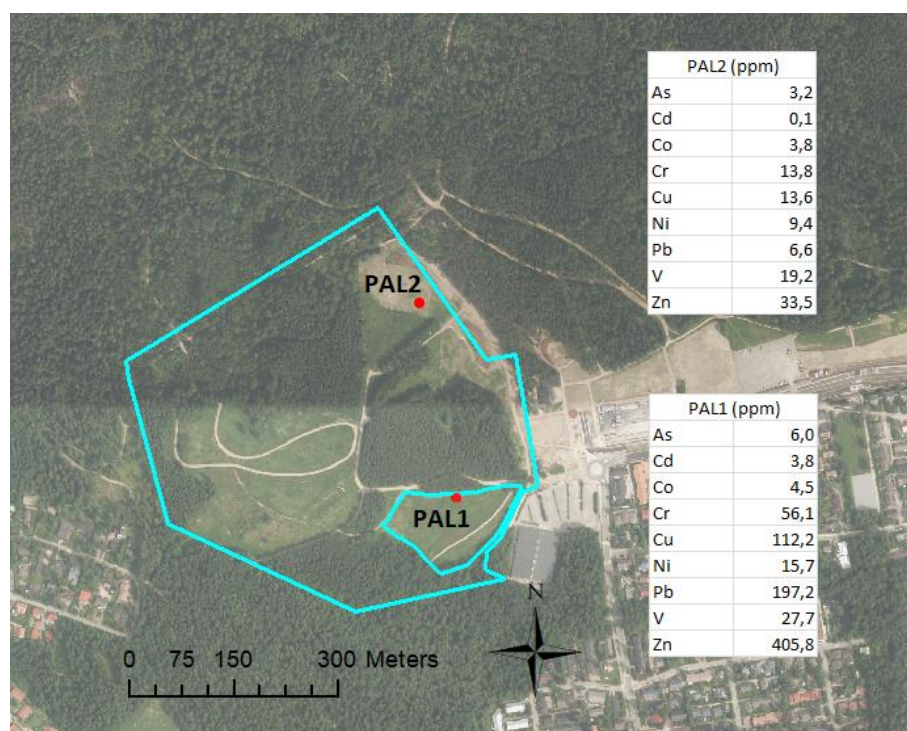 PAL2 (ppm)
As 3,2
Cd 0,1
Co 3,8
Cr 13,8
Cu 13,6
Ni 9,4
Pb 6,6
V 19,2
Zn 33,5
PAL2
PAL1 (ppm)
As 6,0
Cd 3,8
Co 4,5
Cr 56,1
Cu 112,2
Ni 15,7
Pb 197,2
V 27,7
Zn 405,8
PAL1
N
0 75 150 300 Meters